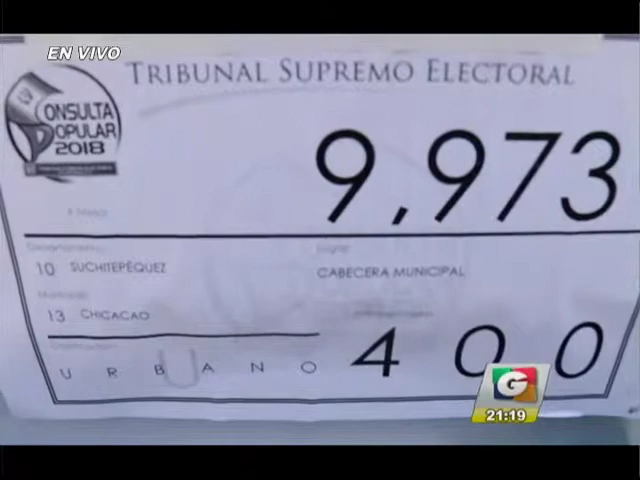 EN VIVO
TRIBUNAL SUPREMO ELECTORAL
CONSULTA
POPULAR
2018
9,973
10 SUCHITEPÉQUEZ
CABECERA MUNICIPAL
13 CHICACAO
URBANO
400
G
21:19